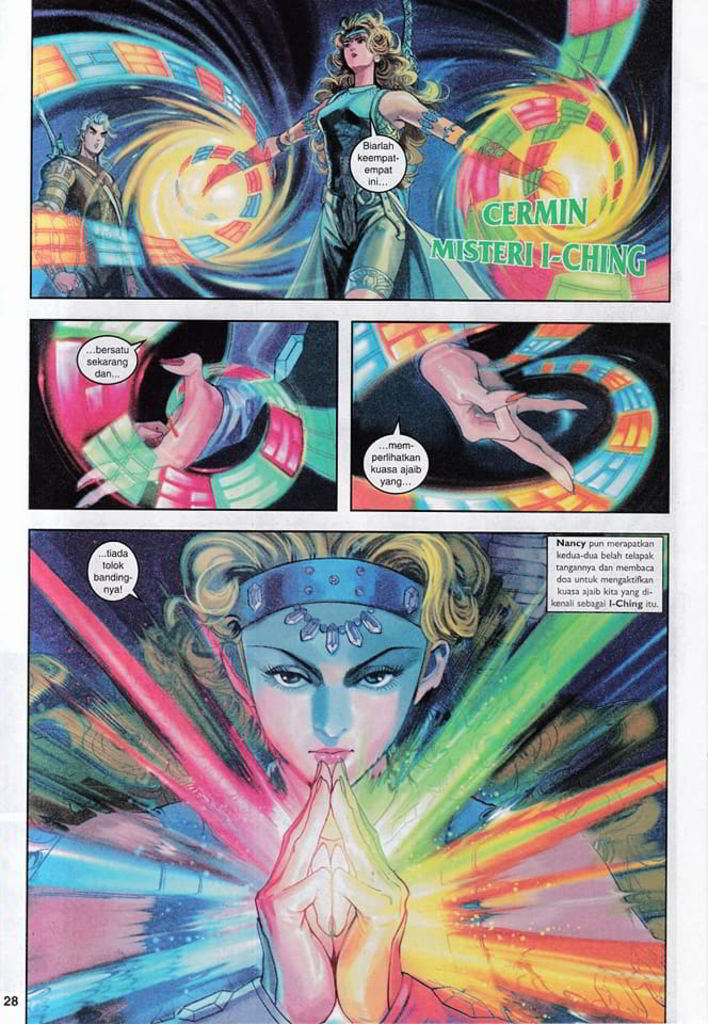 Biarlah
keempat-
empat
ini...
CERMIN
MISTERI I-CHING
...bersatu
sekarang
dan...
...mem-
perlihatkan
kuasa ajaib
yang...
...tiada
tolok
banding-
nya!
Nancy pun merapatkan
kedua-dua belah telapak
tangannya dan membaca
doa untuk mengaktifkan
kuasa ajaib kita yang di-
kenali sebagai I-Ching itu.
28